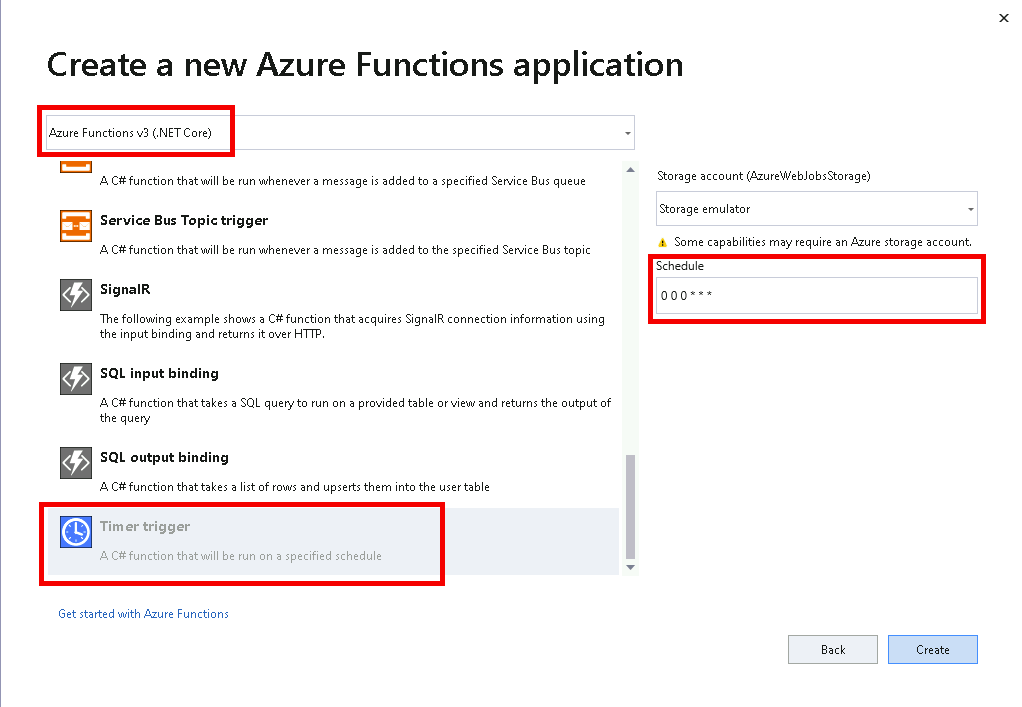 Create a new Azure Functions application
Azure Functions v3 (.NET Core)
A C# function that will be run whenever a message is added to a specified Service Bus queue
Service Bus Topic trigger
A C# function that will be run whenever a message is added to the specified Service Bus topic
SignalR
The following example shows a C# function that acquires SignalR connection information using
the input binding and returns it over HTTP.
SQL input binding
A C# function that takes a SQL query to run on a provided table or view and returns the output of
the query
SQL output binding
A C# function that takes a list of rows and upserts them into the user table
Timer trigger
A C# function that will be run on a specified schedule
Get started with Azure Functions
Storage account (AzureWebJobsStorage)
Storage emulator
Some capabilities may require an Azure storage account.
Schedule
0 0 0 * * *
Back
Create